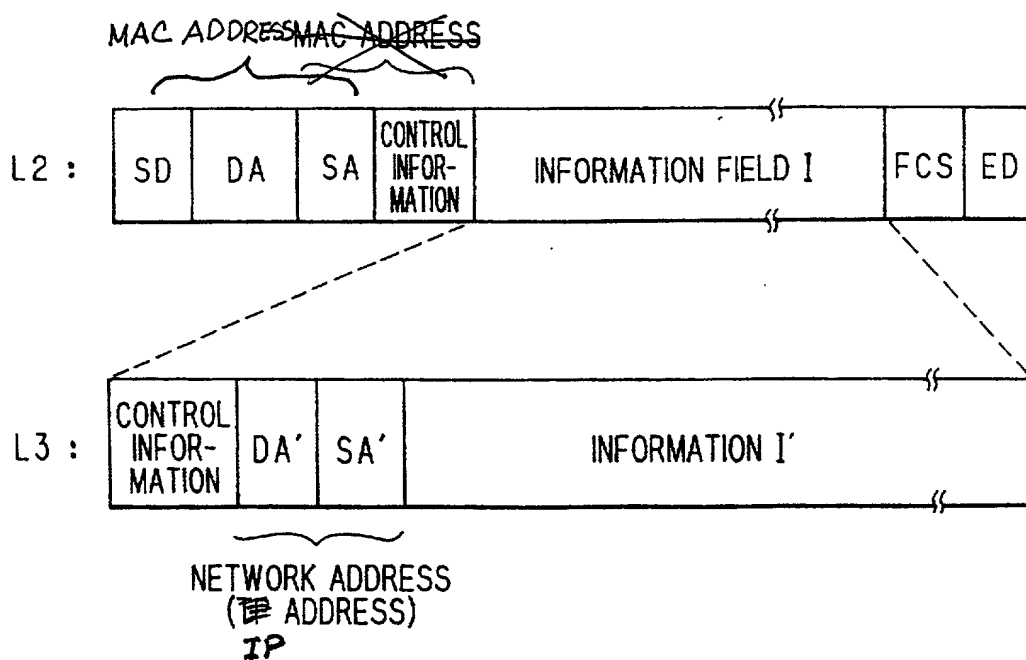 MAC ADDRESS MAC ADDRESS
L2 : SD DA SA CONTROL INFOR- MATION INFORMATION FIELD I FCS ED
L3 : CONTROL INFOR- MATION DA′ SA′ INFORMATION I′
NETWORK ADDRESS
( ADDRESS)
IP